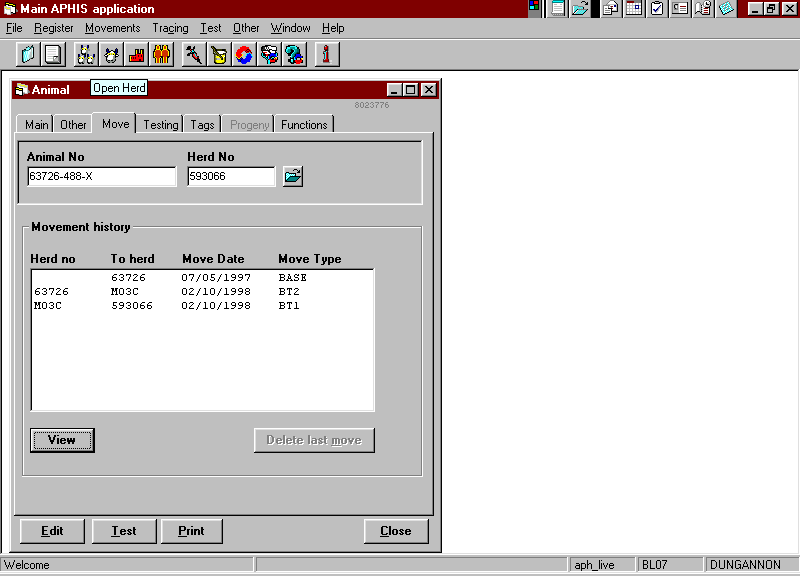 Main APHIS application
File Register Movements Tracing Test Other Window Help
Animal
Open Herd
8023776
Main Other Move Testing Tags Progeny Functions
Animal No Herd No
63726-488-X 593066
Movement history
Herd no To herd Move Date Move Type
63726 07/05/1997 BASE
63726 M03C 02/10/1998 BT2
M03C 593066 02/10/1998 BT1
View Delete last move
Edit Test Print Close
Welcome aph_live BL07 DUNGANNON